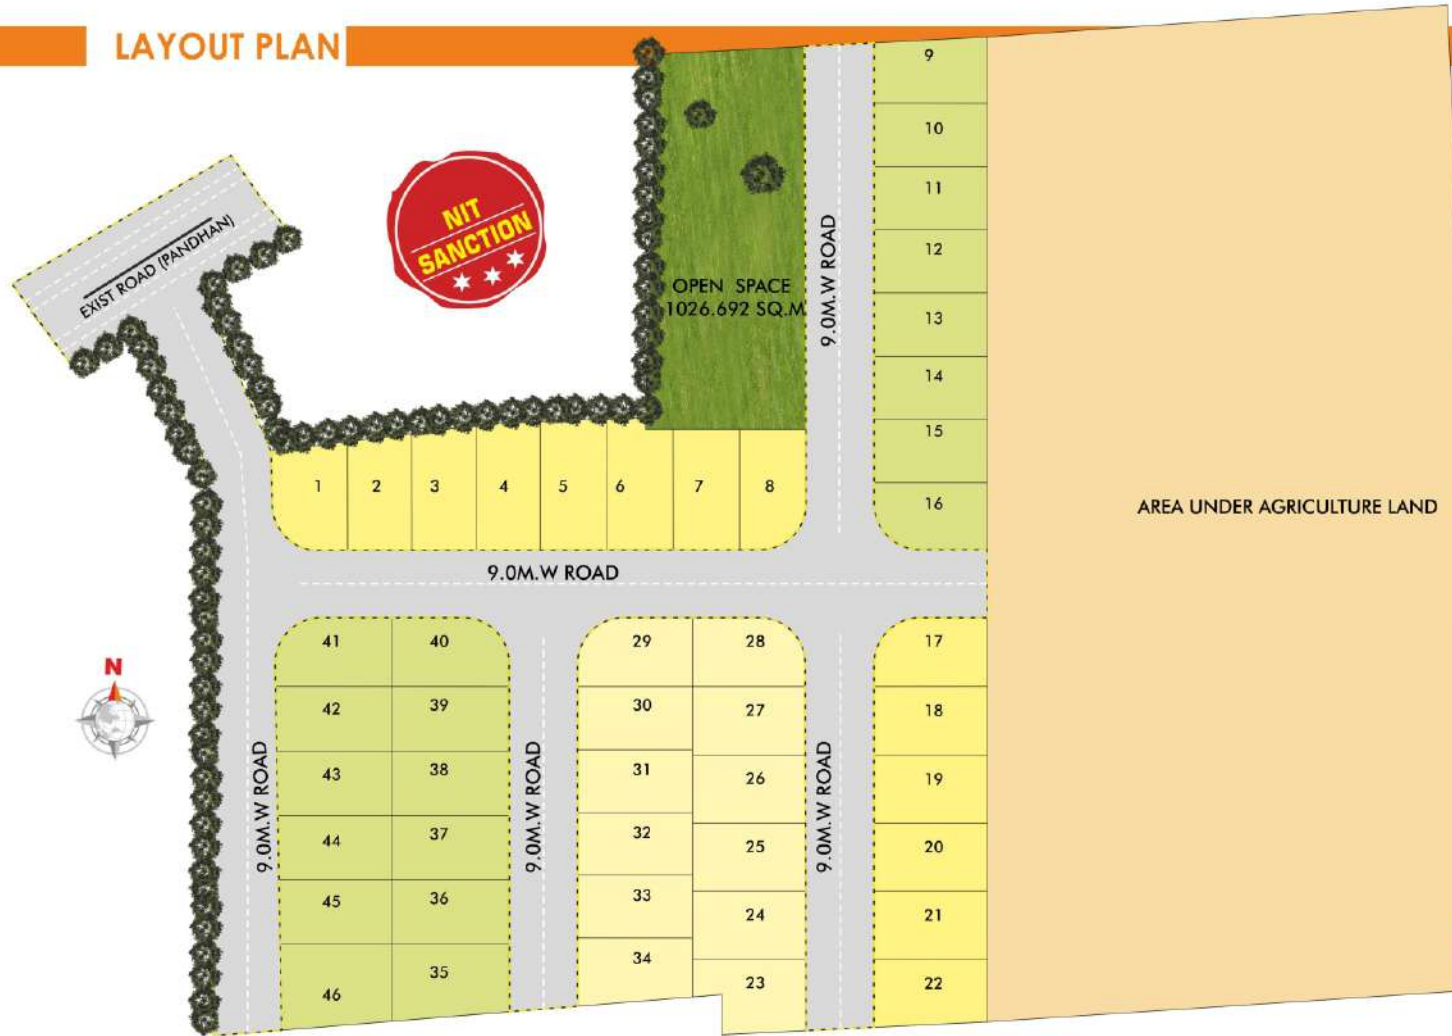 LAYOUT PLAN
EXIST ROAD (PANDHAN)
NIT
SANCTION
OPEN SPACE
1026.692 SQ.M
9.0M.W ROAD
9
10
11
12
13
14
15
16
AREA UNDER AGRICULTURE LAND
1 2 3 4 5 6 7 8
9.0M.W ROAD
N
9.0M.W ROAD
41 40
42 39
43 38
44 37
45 36
46 35
9.0M.W ROAD
29 28
30 27
31 26
32 25
33 24
34 23
9.0M.W ROAD
17
18
19
20
21
22